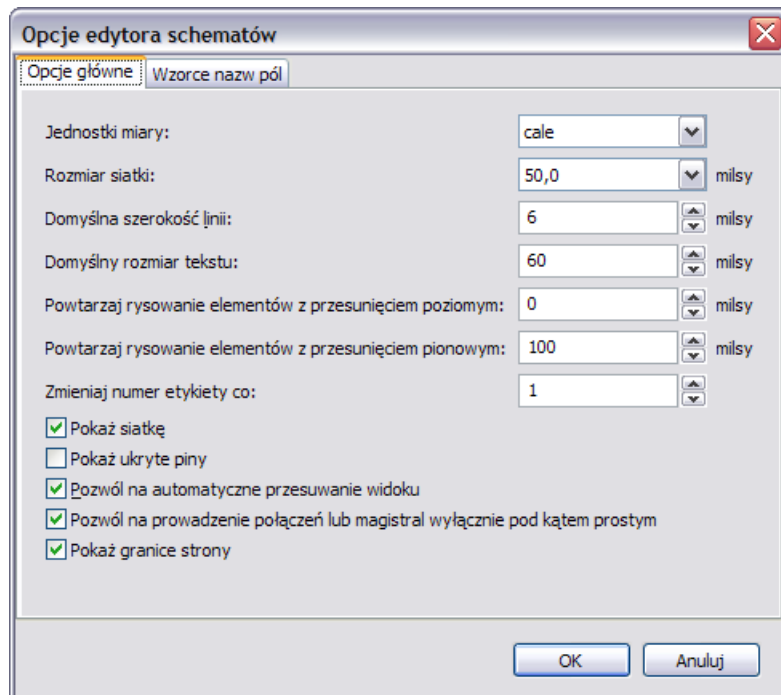 Opcje edytora schematów
Opcje główne Wzorce nazw pól
Jednostki miary: cale
Rozmiar siatki: 50,0 milsy
Domyślna szerokość linii: 6 milsy
Domyślny rozmiar tekstu: 60 milsy
Powtarzaj rysowanie elementów z przesunięciem poziomym: 0 milsy
Powtarzaj rysowanie elementów z przesunięciem pionowym: 100 milsy
Zmieniaj numer etykiety co: 1
Pokaż siatkę
Pokaż ukryte piny
Pozwól na automatyczne przesuwanie widoku
Pozwól na prowadzenie połączeń lub magistral wyłącznie pod kątem prostym
Pokaż granice strony
OK Anuluj